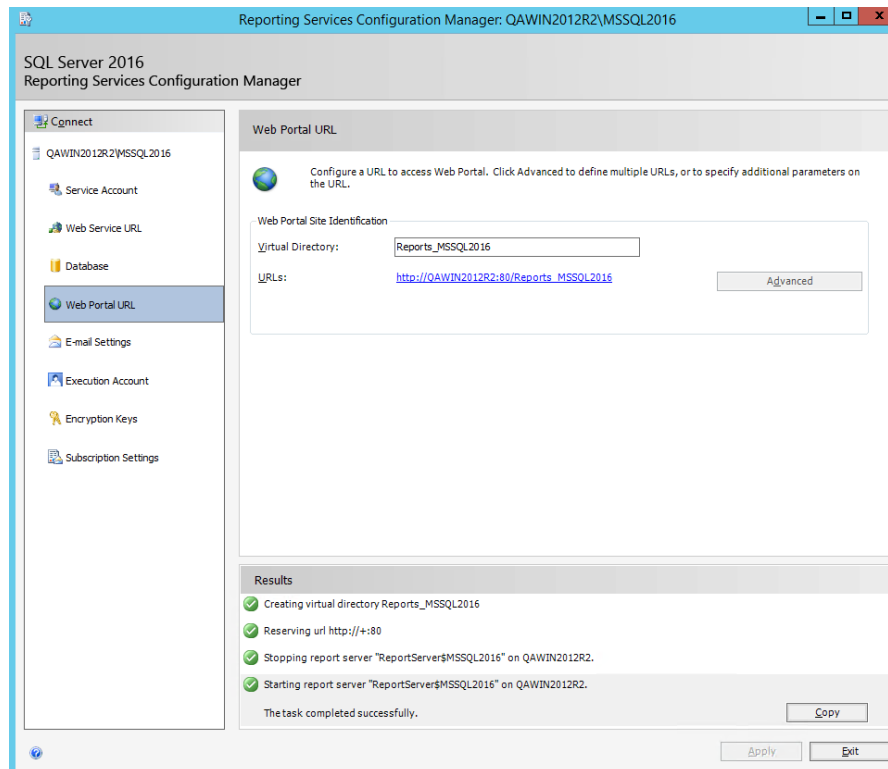 Reporting Services Configuration Manager: QAWIN2012R2\MSSQL2016
SQL Server 2016
Reporting Services Configuration Manager
Connect
QAWIN2012R2\MSSQL2016
Service Account
Web Service URL
Database
Web Portal URL
E-mail Settings
Execution Account
Encryption Keys
Subscription Settings
Web Portal URL
Configure a URL to access Web Portal. Click Advanced to define multiple URLs, or to specify additional parameters on
the URL.
Web Portal Site Identification
Virtual Directory: Reports_MSSQL2016
URLs: http://QAWIN2012R2:80/Reports_MSSQL2016 Advanced
Results
Creating virtual directory Reports_MSSQL2016
Reserving url http://+:80
Stopping report server "ReportServer$MSSQL2016" on QAWIN2012R2.
Starting report server "ReportServer$MSSQL2016" on QAWIN2012R2.
The task completed successfully. Copy
Apply Exit